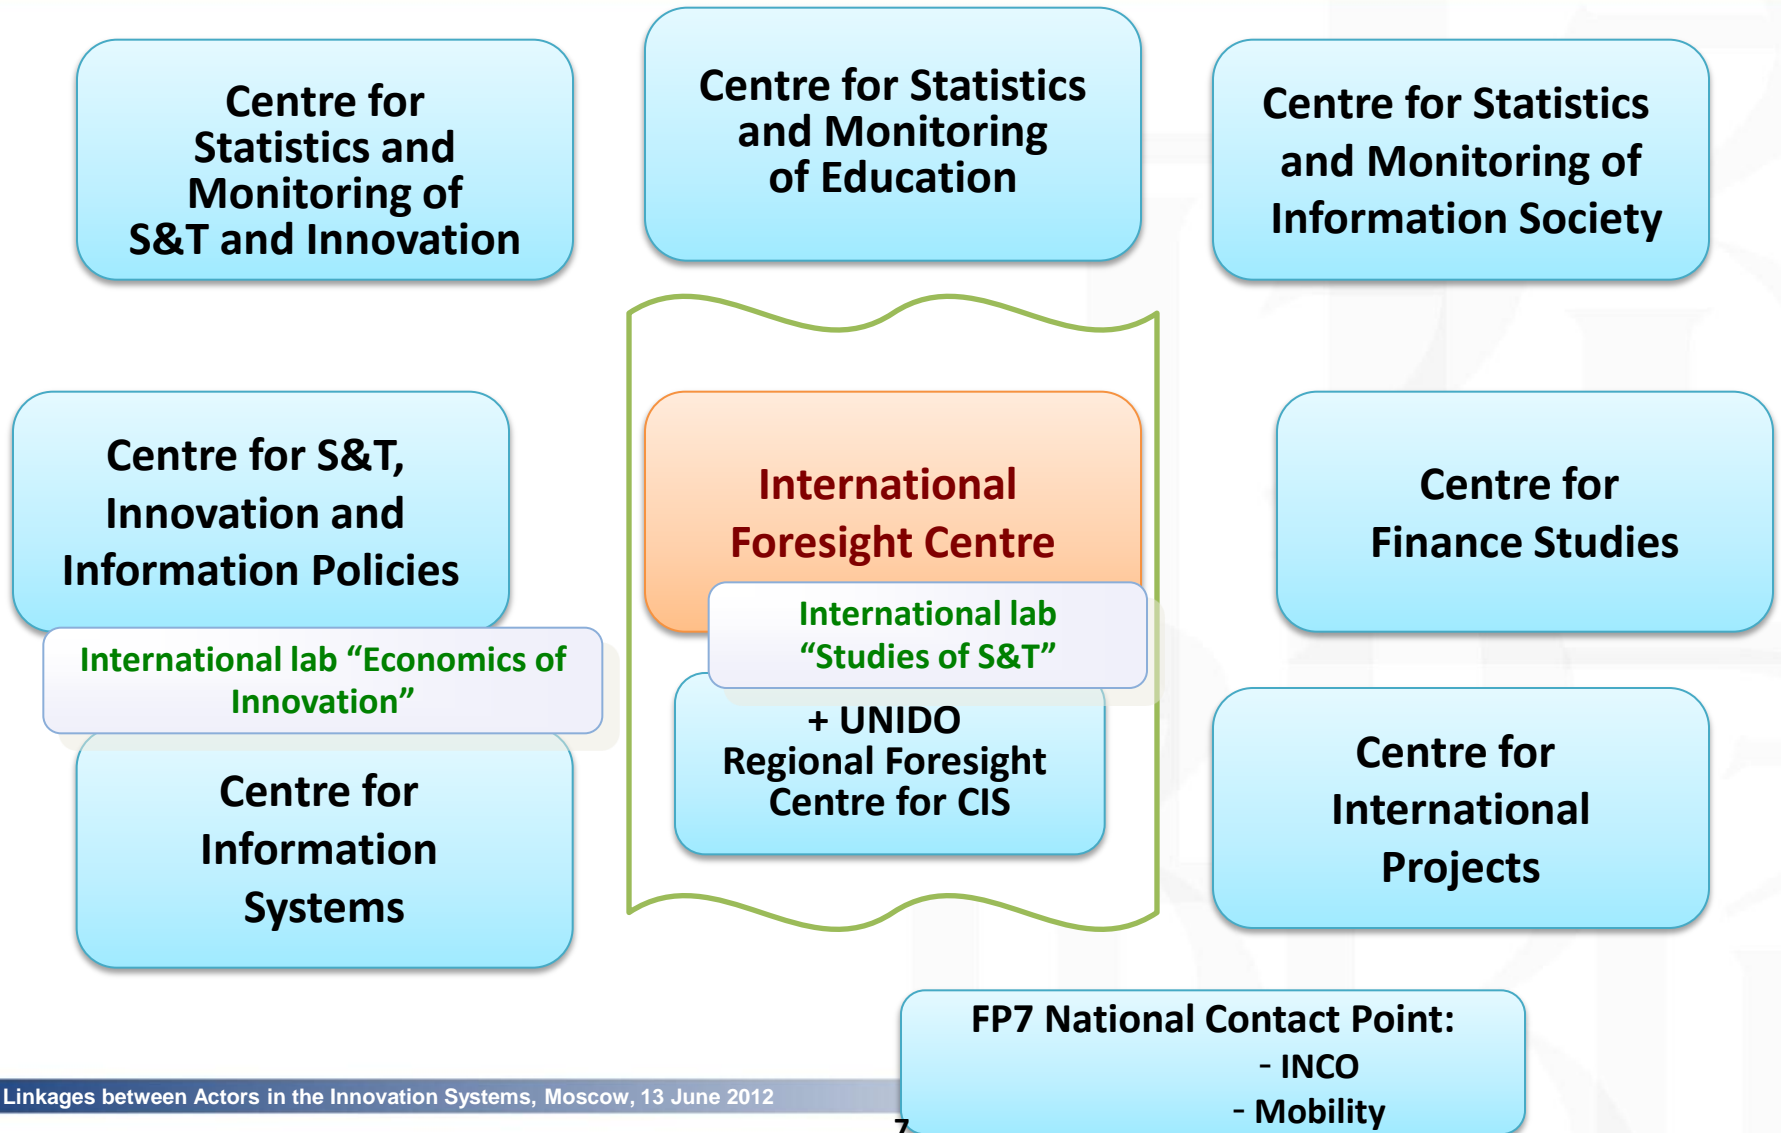 Centre for
Statistics and
Monitoring of
S&T and Innovation
Centre for Statistics
and Monitoring
of Education
Centre for Statistics
and Monitoring of
Information Society
Centre for S&T,
Innovation and
Information Policies
International lab “Economics of
Innovation”
International
Foresight Centre
International lab
“Studies of S&T”
+ UNIDO
Regional Foresight
Centre for CIS
Centre for
Finance Studies
Centre for
Information
Systems
Centre for
International
Projects
FP7 National Contact Point:
- INCO
- Mobility
Linkages between Actors in the Innovation Systems, Moscow, 13 June 2012
7